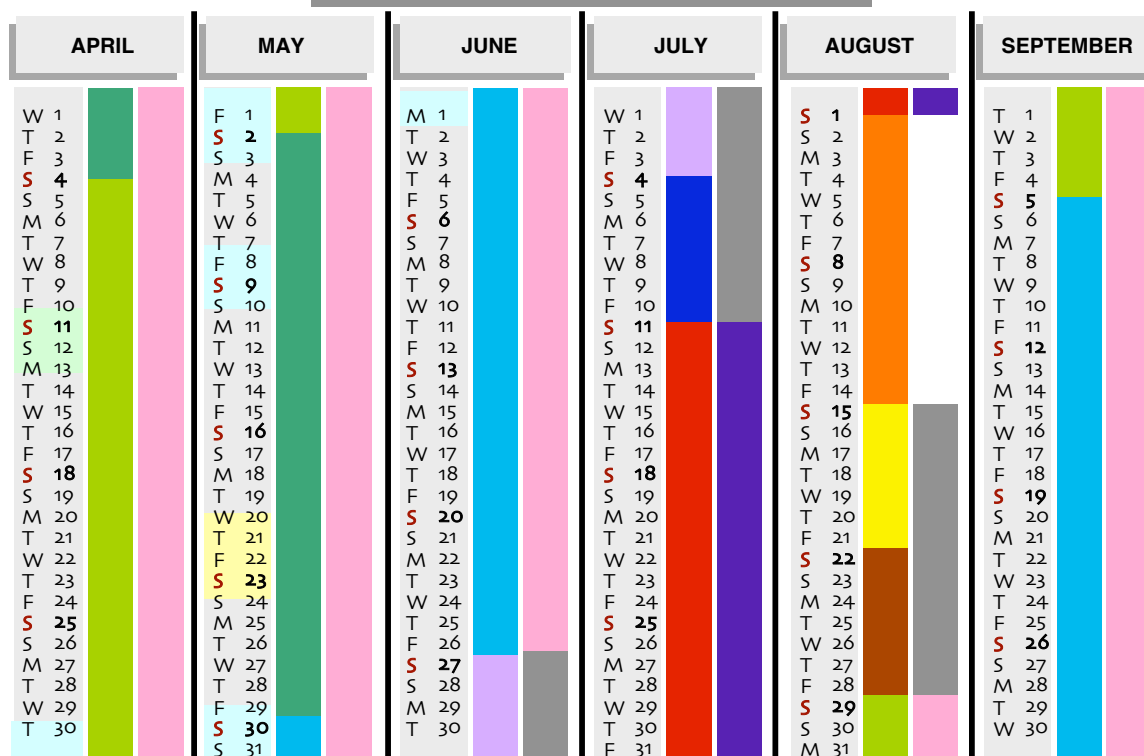 APRIL
W 1
T 2
F 3
S 4
S 5
M 6
T 7
W 8
T 9
F 10
S 11
S 12
M 13
T 14
W 15
T 16
F 17
S 18
S 19
M 20
T 21
W 22
T 23
F 24
S 25
S 26
M 27
T 28
W 29
T 30
MAY
F 1
S 2
S 3
M 4
T 5
W 6
T 7
F 8
S 9
S 10
M 11
T 12
W 13
T 14
F 15
S 16
S 17
M 18
T 19
W 20
T 21
F 22
S 23
S 24
M 25
T 26
W 27
T 28
F 29
S 30
S 31
JUNE
M 1
T 2
W 3
T 4
F 5
S 6
S 7
M 8
T 9
W 10
T 11
F 12
S 13
S 14
M 15
T 16
W 17
T 18
F 19
S 20
S 21
M 22
T 23
W 24
T 25
F 26
S 27
S 28
M 29
T 30
JULY
W 1
T 2
F 3
S 4
S 5
M 6
T 7
W 8
T 9
F 10
S 11
S 12
M 13
T 14
W 15
T 16
F 17
S 18
S 19
M 20
T 21
W 22
T 23
F 24
S 25
S 26
M 27
T 28
W 29
T 30
F 31
AUGUST
S 1
S 2
M 3
T 4
W 5
T 6
F 7
S 8
S 9
M 10
T 11
W 12
T 13
F 14
S 15
S 16
M 17
T 18
W 19
T 20
F 21
S 22
S 23
M 24
T 25
W 26
T 27
F 28
S 29
S 30
M 31
SEPTEMBER
T 1
W 2
T 3
F 4
S 5
S 6
M 7
T 8
W 9
T 10
F 11
S 12
S 13
M 14
T 15
W 16
T 17
F 18
S 19
S 20
M 21
T 22
W 23
T 24
F 25
S 26
S 27
M 28
T 29
W 30